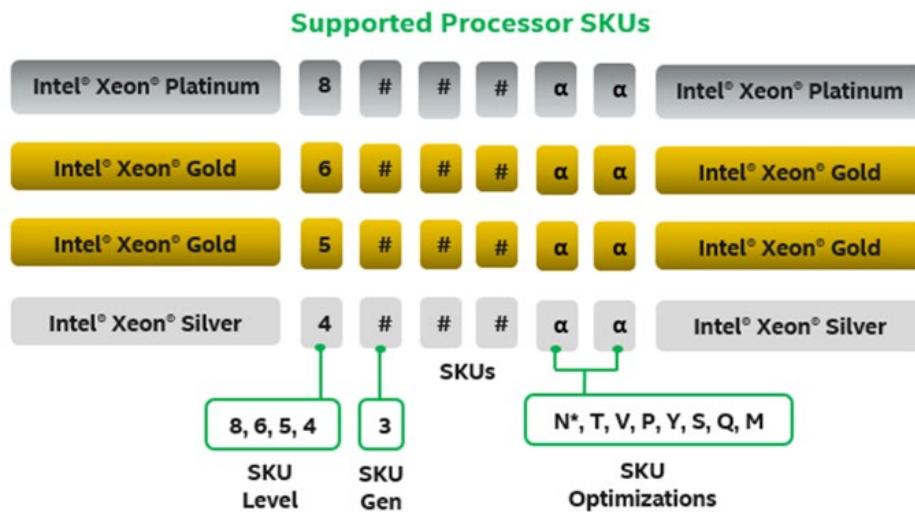 Supported Processor SKUs
Intel® Xeon® Platinum 8 # # # α α Intel® Xeon® Platinum
Intel® Xeon® Gold 6 # # # α α Intel® Xeon® Gold
Intel® Xeon® Gold 5 # # # α α Intel® Xeon® Gold
Intel® Xeon® Silver 4 # # # α α Intel® Xeon® Silver
SKUs
8, 6, 5, 4 3 N*, T, V, P, Y, S, Q, M
SKU Level
SKU Gen
SKU Optimizations